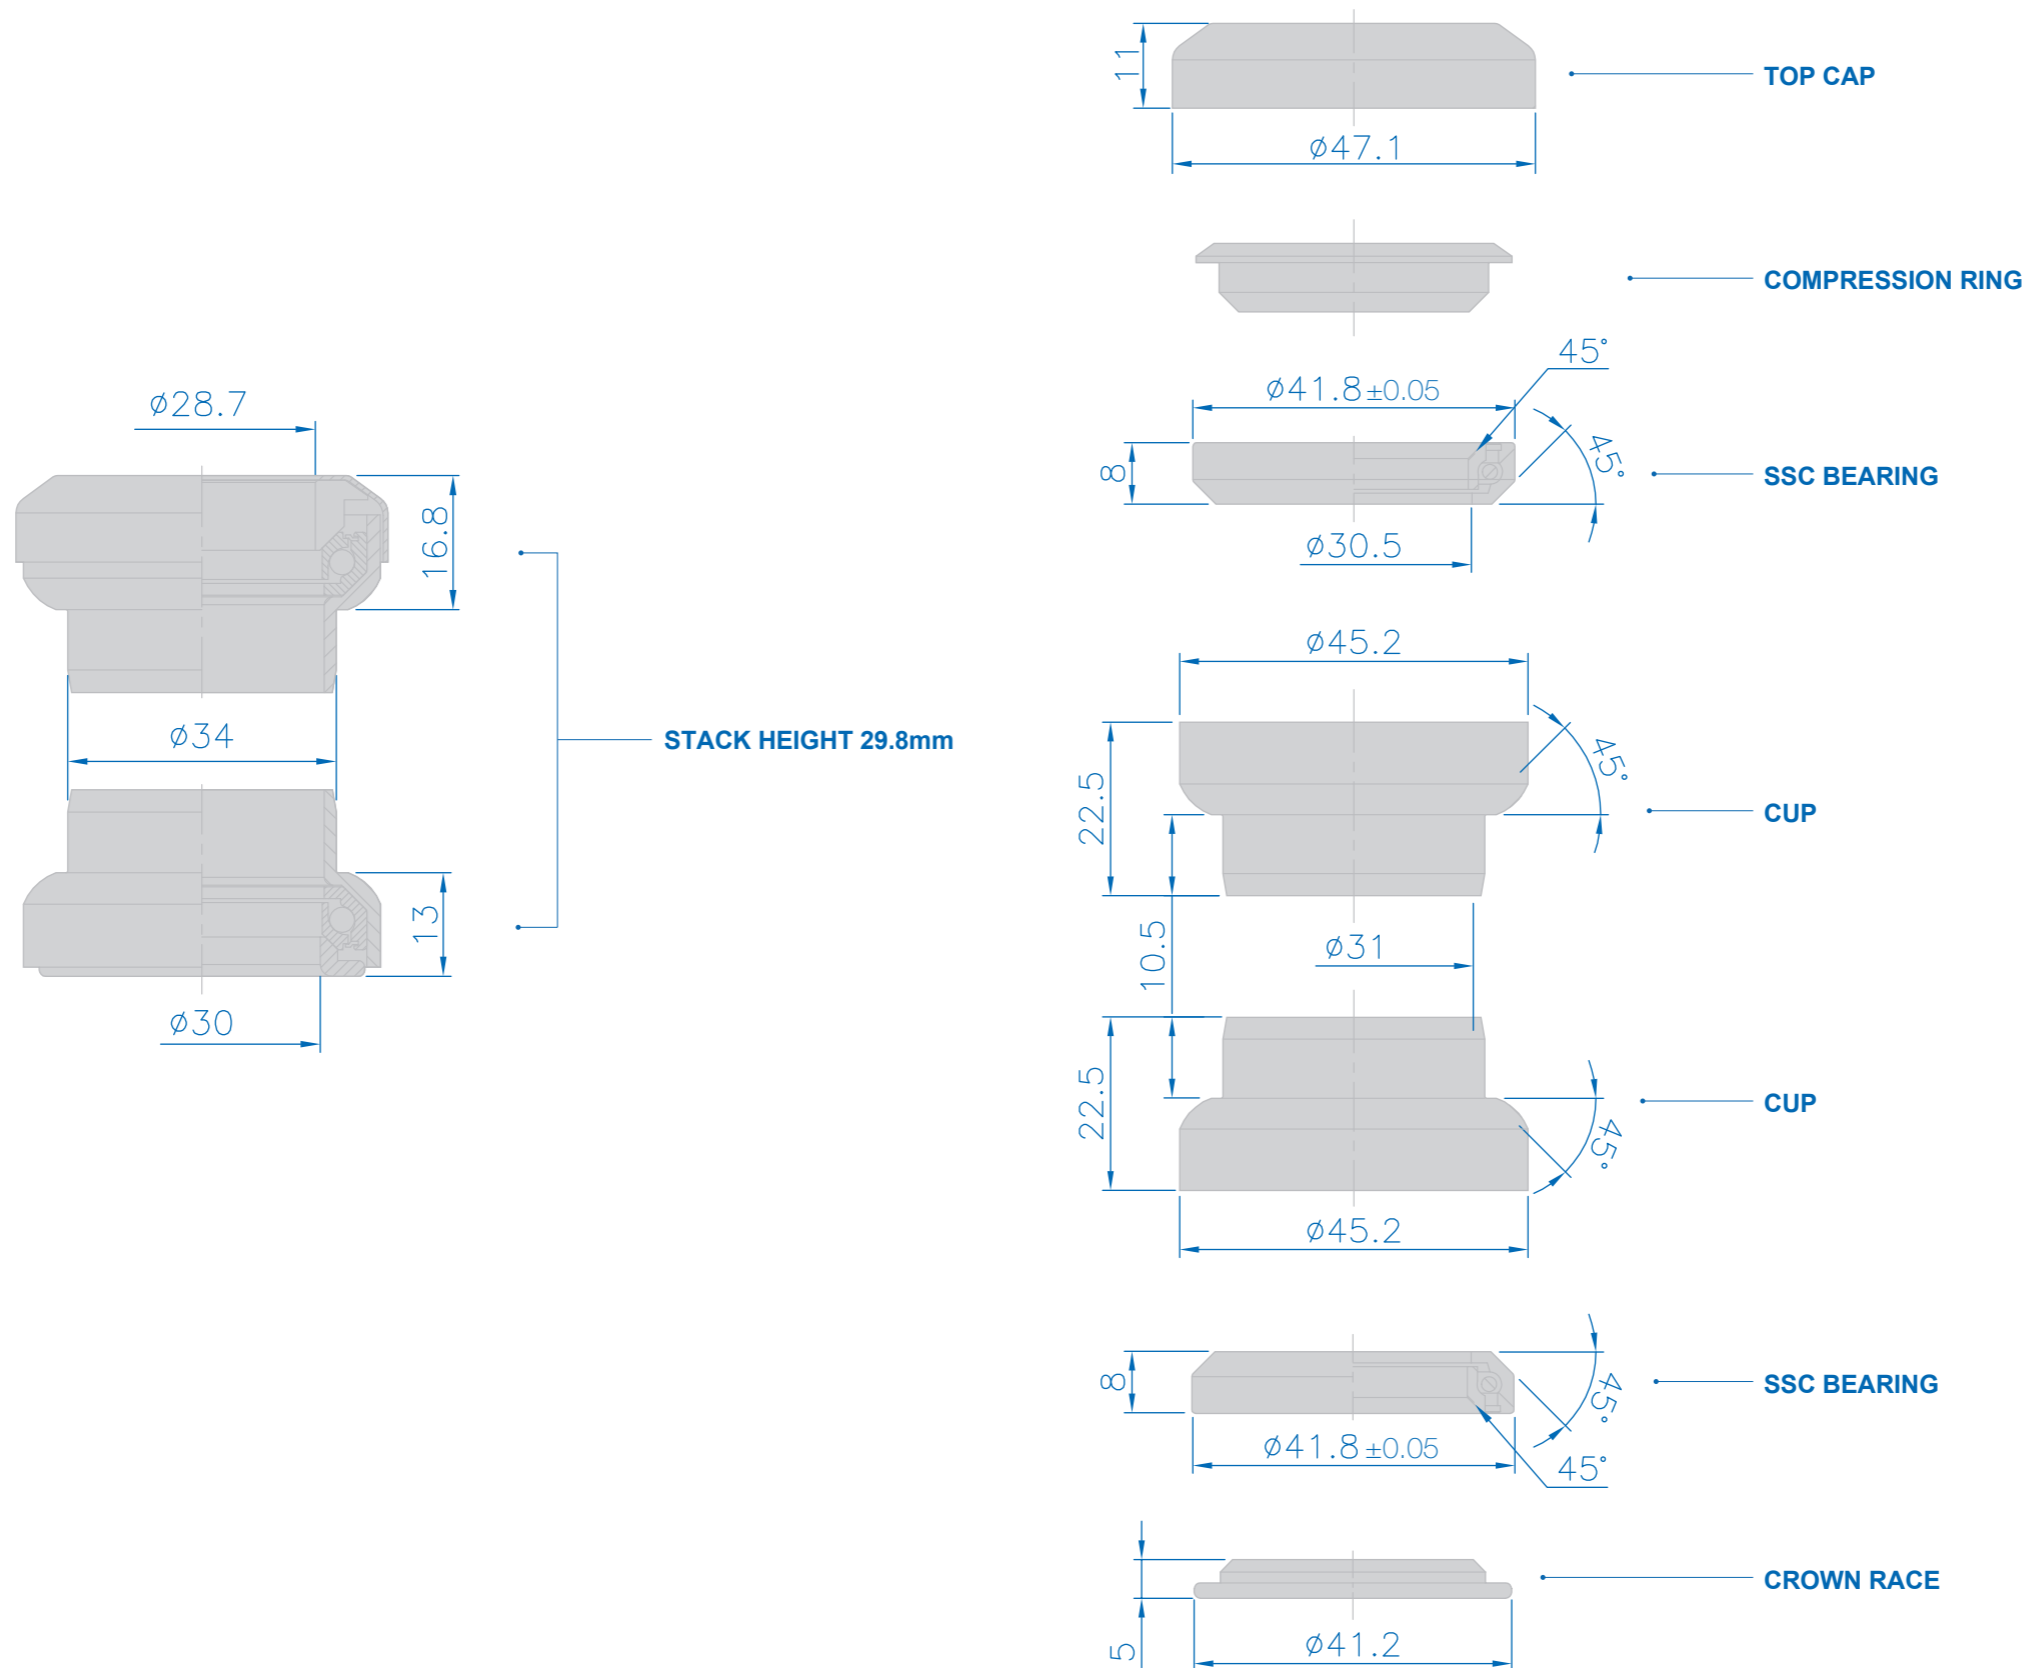 11
TOP CAP
ø47.1
COMPRESSION RING
45°
ø41.8±0.05
ø28.7
45°
8
SSC BEARING
16.8
ø30.5
ø45.2
ø34
STACK HEIGHT 29.8mm
45°
22.5
CUP
13
10.5
ø31
ø30
22.5
CUP
45°
ø45.2
8
SSC BEARING
45°
ø41.8±0.05
45°
CROWN RACE
5
ø41.2